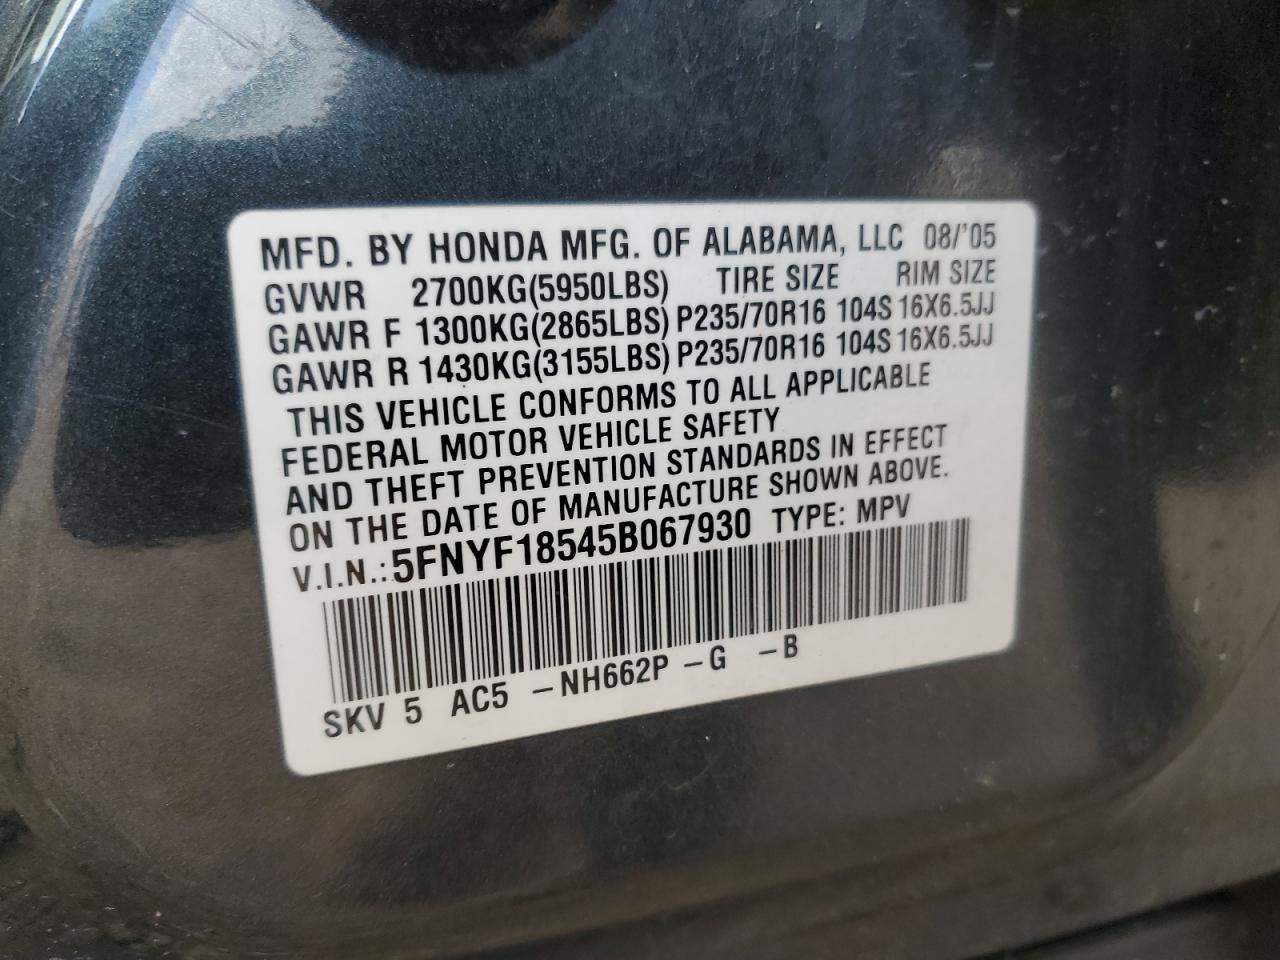 MFD. BY HONDA MFG. OF ALABAMA, LLC 08/'05
GVWR 2700KG(5950LBS) TIRE SIZE RIM SIZE
GAWR F 1300KG(2865LBS) P235/70R16 104S 16X6.5JJ
GAWR R 1430KG(3155LBS) P235/70R16 104S 16X6.5JJ
THIS VEHICLE CONFORMS TO ALL APPLICABLE
FEDERAL MOTOR VEHICLE SAFETY
AND THEFT PREVENTION STANDARDS IN EFFECT
ON THE DATE OF MANUFACTURE SHOWN ABOVE.
V.I.N.: 5FNYF18545B067930 TYPE: MPV
SKV 5 AC5 -NH662P -G -B